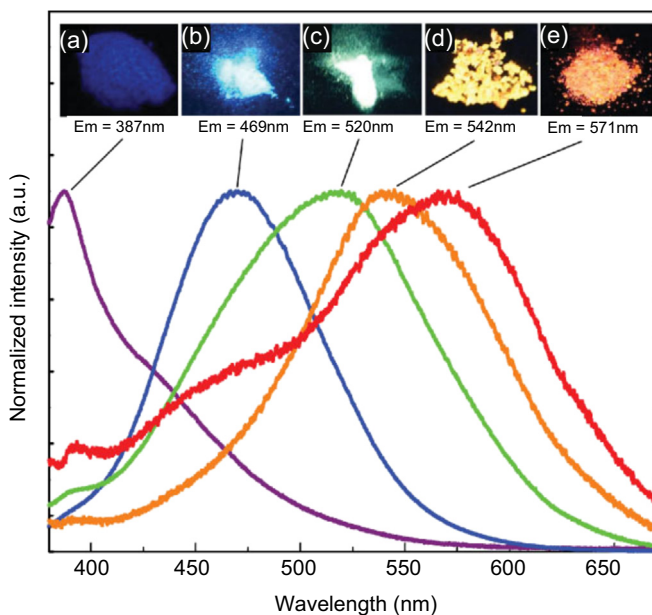 (a) (b) (c) (d) (e)
Em = 387nm Em = 469nm Em = 520nm Em = 542nm Em = 571nm
Normalized intensity (a.u.)
400 450 500 550 600 650
Wavelength (nm)